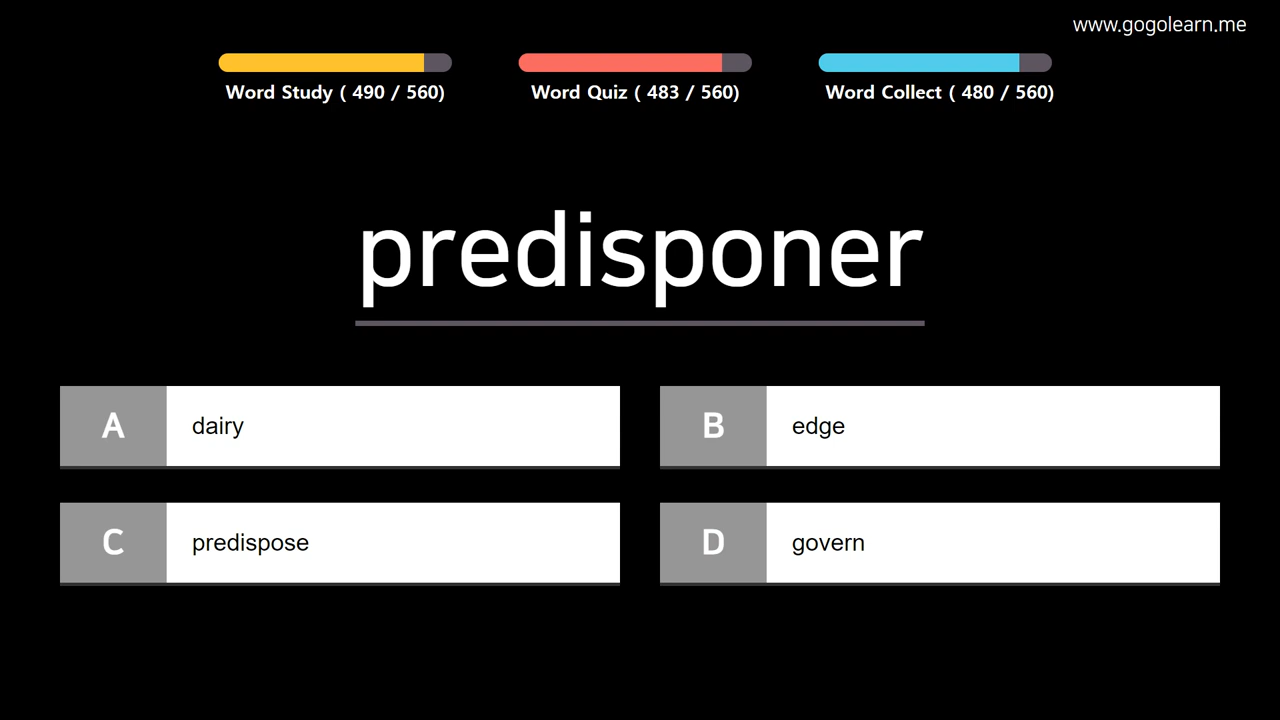 www.gogolearn.me
Word Study ( 490 / 560)
Word Quiz ( 483 / 560)
Word Collect ( 480 / 560)
predisponer
A dairy
B edge
C predispose
D govern